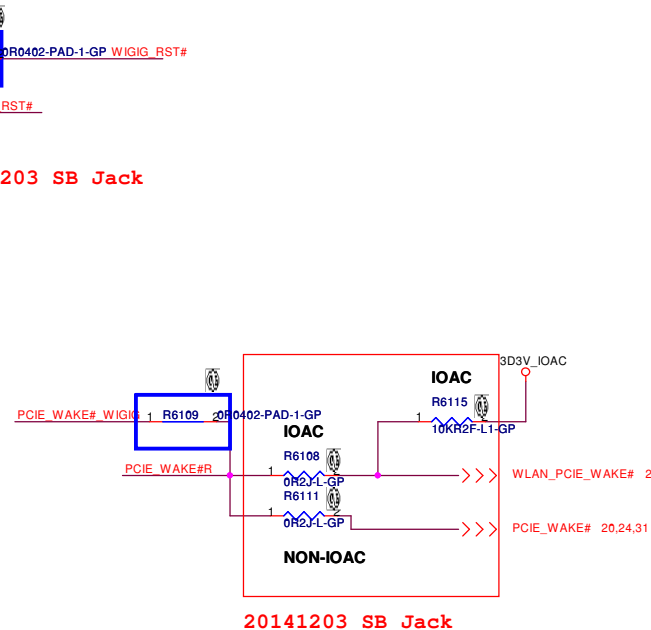 0R0402-PAD-1-GP WIGIG_RST#
RST#
203 SB Jack
3D3V_IOAC
IOAC
R6115
1
10KR2F-L1-GP
PCIE_WAKE#_WIGIG 1 R6109 2 0R0402-PAD-1-GP
IOAC
R6108
PCIE_WAKE#R
1 2
0R2J-L-GP
WLAN_PCIE_WAKE# 2
R6111
1 2
0R2J-L-GP
PCIE_WAKE# 20,24,31
NON-IOAC
20141203 SB Jack